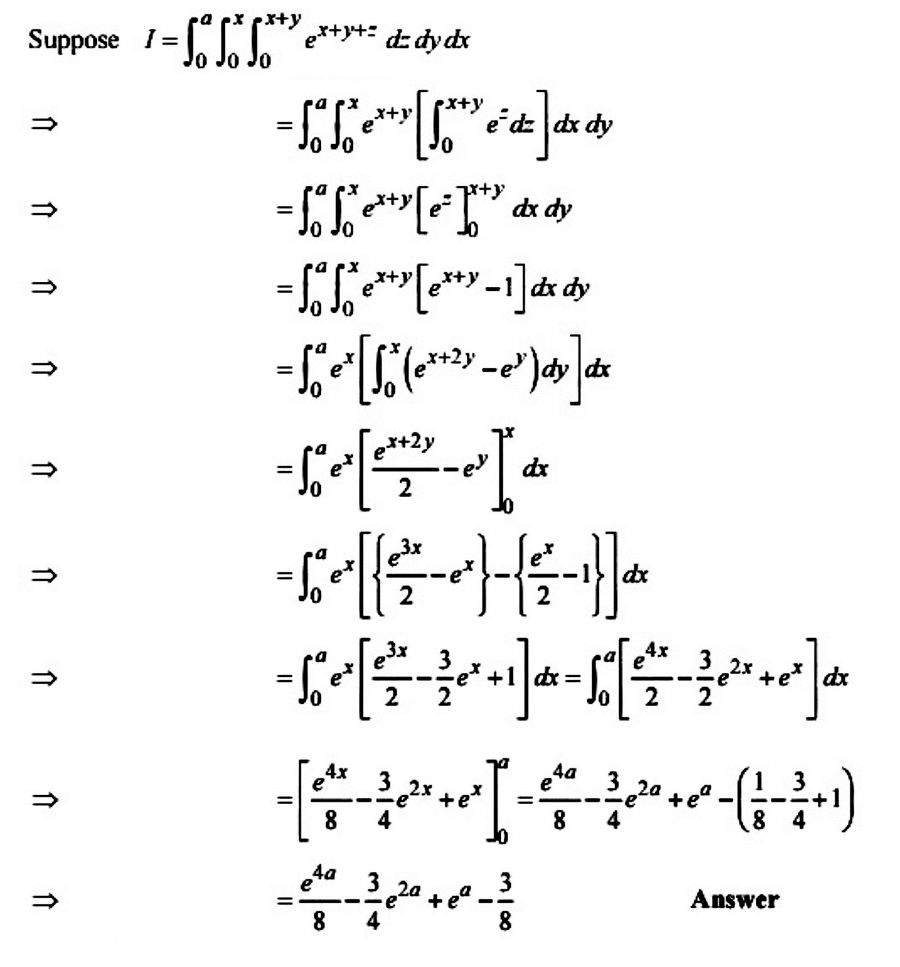 Suppose I = ∫₀^a ∫₀^x ∫₀^{x+y} e^{x+y+z} dz dy dx
⇒ = ∫₀^a ∫₀^x e^{x+y} [∫₀^{x+y} e^z dz] dx dy
⇒ = ∫₀^a ∫₀^x e^{x+y} [e^z]₀^{x+y} dx dy
⇒ = ∫₀^a ∫₀^x e^{x+y} [e^{x+y} − 1] dx dy
⇒ = ∫₀^a e^x [∫₀^x (e^{x+2y} − e^y) dy] dx
⇒ = ∫₀^a e^x [e^{x+2y}/2 − e^y]₀^x dx
⇒ = ∫₀^a e^x [{e^{3x}/2 − e^x} − {e^x/2 − 1}] dx
⇒ = ∫₀^a e^x [e^{3x}/2 − 3/2 e^x + 1] dx = ∫₀^a [e^{4x}/2 − 3/2 e^{2x} + e^x] dx
⇒ = [e^{4x}/8 − 3/4 e^{2x} + e^x]₀^a = e^{4a}/8 − 3/4 e^{2a} + e^a − (1/8 − 3/4 + 1)
⇒ = e^{4a}/8 − 3/4 e^{2a} + e^a − 3/8 Answer